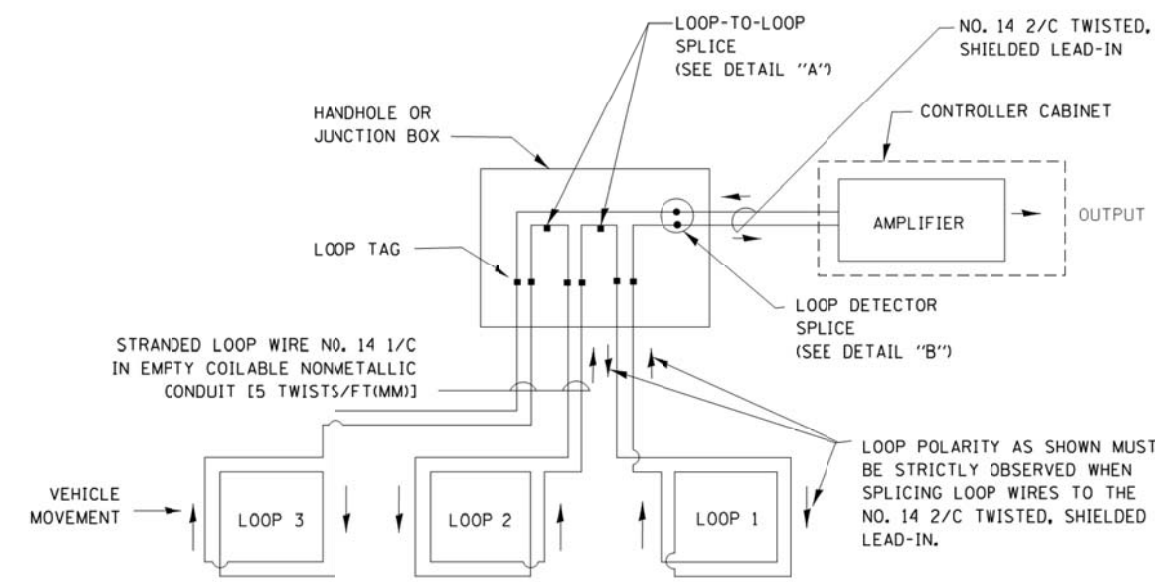 LOOP-TO-LOOP
SPLICE
(SEE DETAIL "A")
NO. 14 2/C TWISTED,
SHIELDED LEAD-IN
HANDHOLE OR
JUNCTION BOX
CONTROLLER CABINET
AMPLIFIER
OUTPUT
LOOP TAG
LOOP DETECTOR
SPLICE
(SEE DETAIL "B")
STRANDED LOOP WIRE NO. 14 1/C
IN EMPTY COILABLE NONMETALLIC
CONDUIT [5 TWISTS/FT(MM)]
LOOP POLARITY AS SHOWN MUST
BE STRICTLY OBSERVED WHEN
SPLICING LOOP WIRES TO THE
NO. 14 2/C TWISTED, SHIELDED
LEAD-IN.
VEHICLE
MOVEMENT
LOOP 3
LOOP 2
LOOP 1